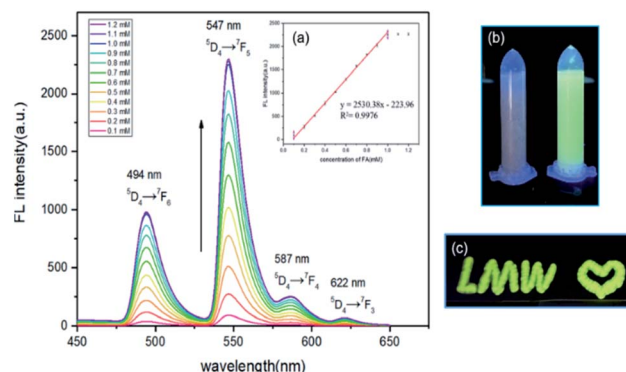 547 nm
⁵D₄→⁷F₅
(a)
y = 2530.38x - 223.96
R²= 0.9976
FL intensity(a.u.)
concentration of FA(mM)
1.2 mM
1.1 mM
1.0 mM
0.9 mM
0.8 mM
0.7 mM
0.6 mM
0.5 mM
0.4 mM
0.3 mM
0.2 mM
0.1 mM
494 nm
⁵D₄→⁷F₆
587 nm
⁵D₄→⁷F₄
622 nm
⁵D₄→⁷F₃
FL intensity(a.u.)
2500
2000
1500
1000
500
0
450 500 550 600 650
wavelength(nm)
(b)
(c)
LMW